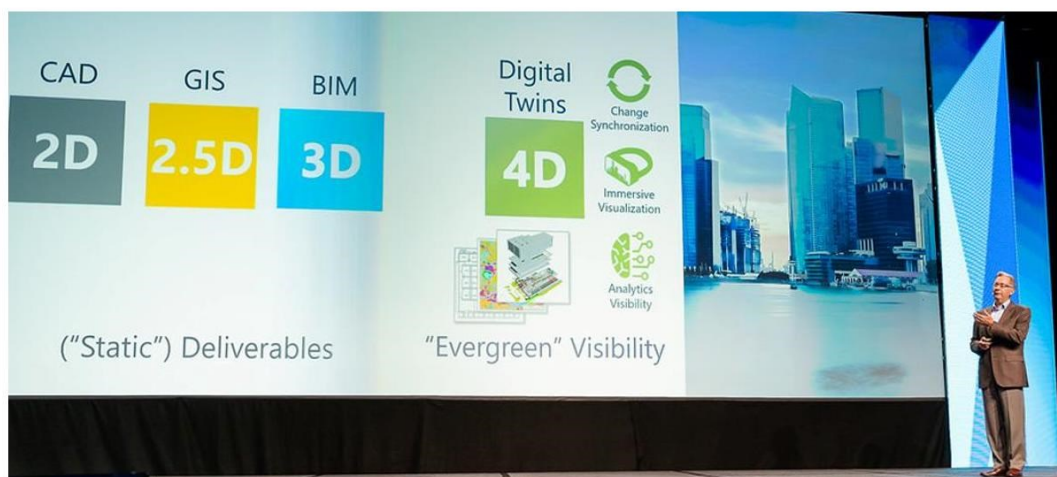 CAD
2D
GIS
2.5D
BIM
3D
("Static") Deliverables
Digital
Twins
4D
Change
Synchronization
Immersive
Visualization
Analytics
Visibility
"Evergreen" Visibility